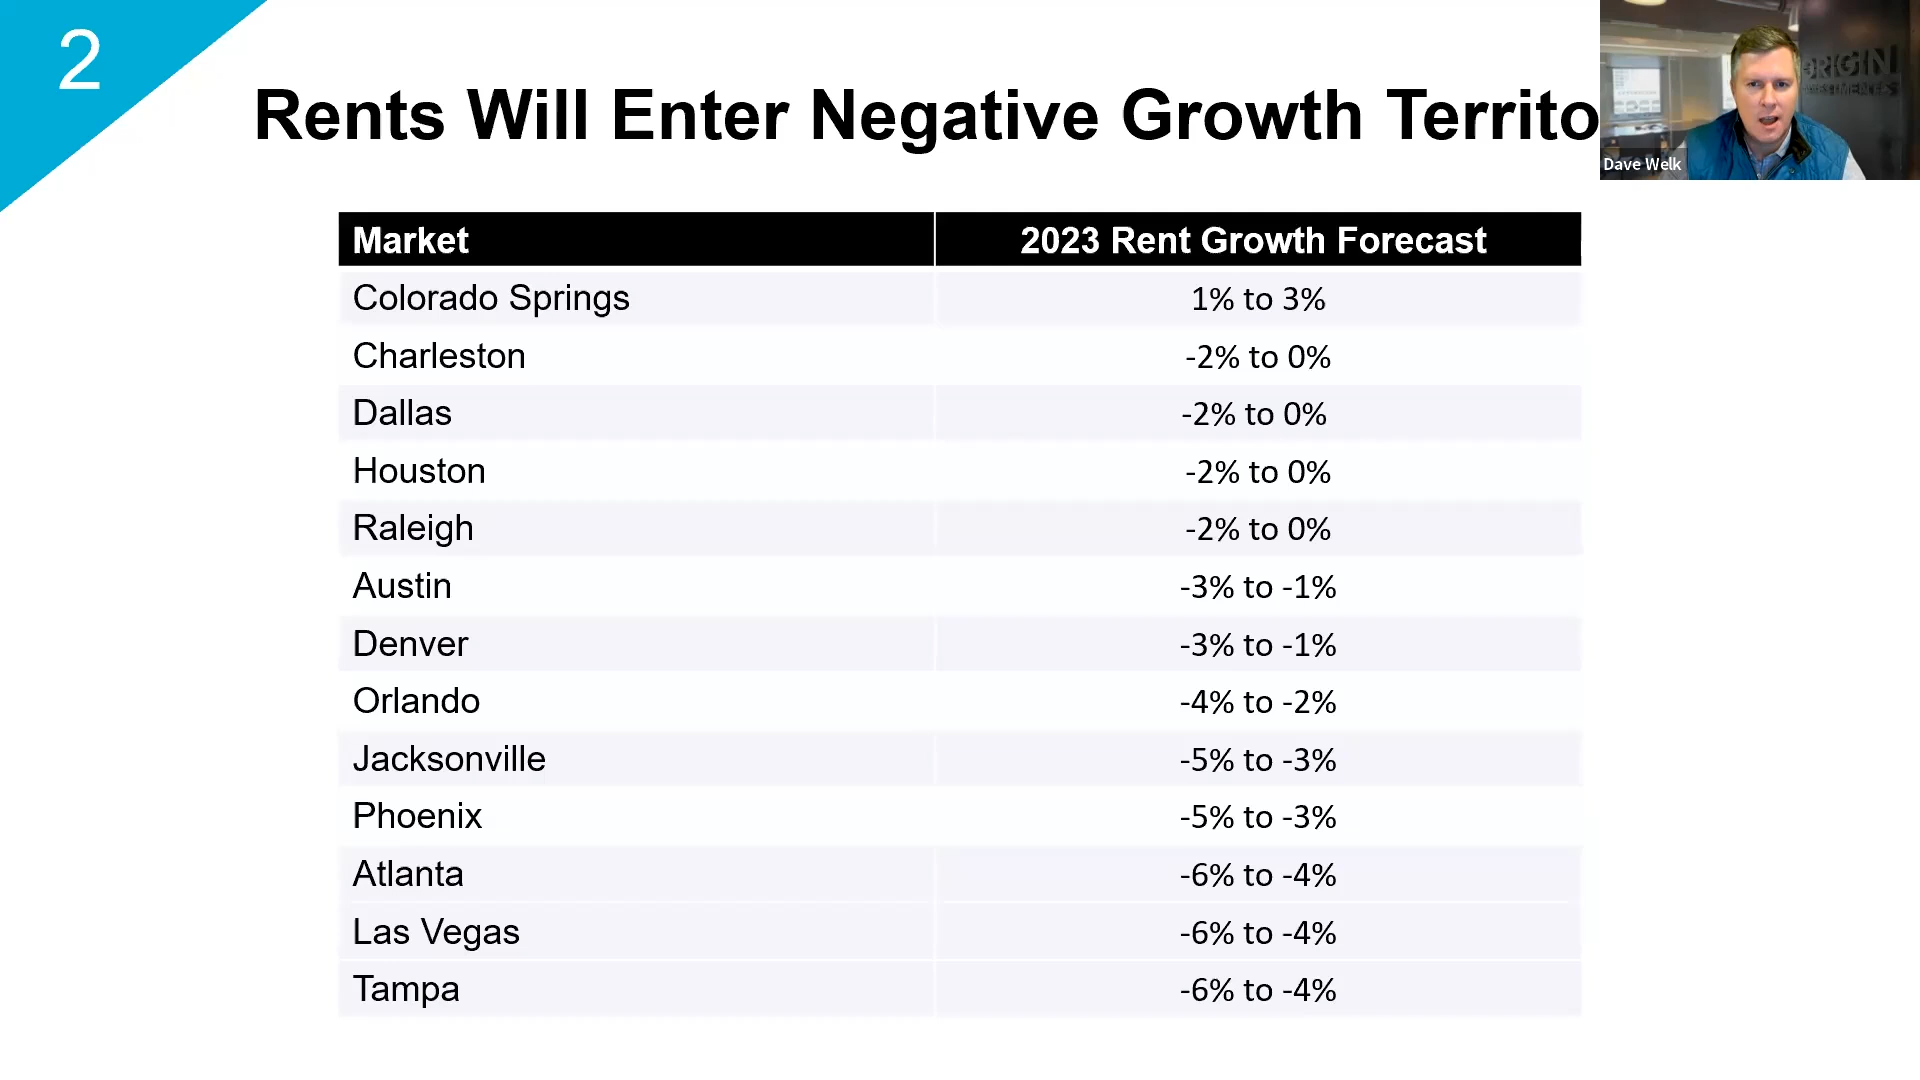 2
Rents Will Enter Negative Growth Territo
ORIGIN
INVESTMENTS
Dave Welk
Market 2023 Rent Growth Forecast
Colorado Springs 1% to 3%
Charleston -2% to 0%
Dallas -2% to 0%
Houston -2% to 0%
Raleigh -2% to 0%
Austin -3% to -1%
Denver -3% to -1%
Orlando -4% to -2%
Jacksonville -5% to -3%
Phoenix -5% to -3%
Atlanta -6% to -4%
Las Vegas -6% to -4%
Tampa -6% to -4%